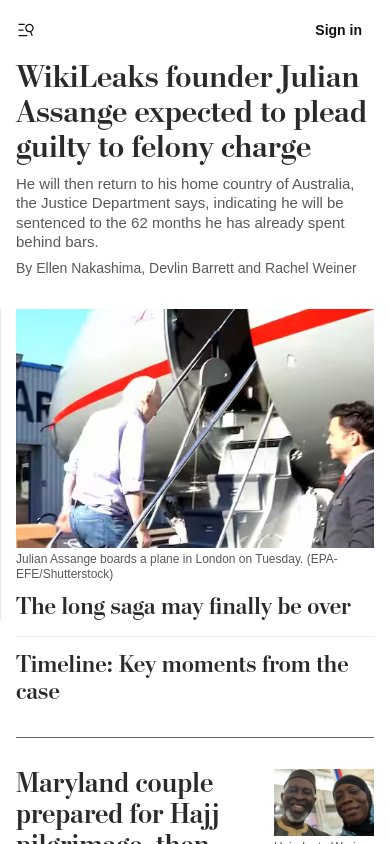 Sign in
WikiLeaks founder Julian
Assange expected to plead
guilty to felony charge
He will then return to his home country of Australia,
the Justice Department says, indicating he will be
sentenced to the 62 months he has already spent
behind bars.
By Ellen Nakashima, Devlin Barrett and Rachel Weiner
AR
Julian Assange boards a plane in London on Tuesday. (EPA-
EFE/Shutterstock)
The long saga may finally be over
Timeline: Key moments from the
case
Maryland couple
prepared for Hajj
pilgrimage, then